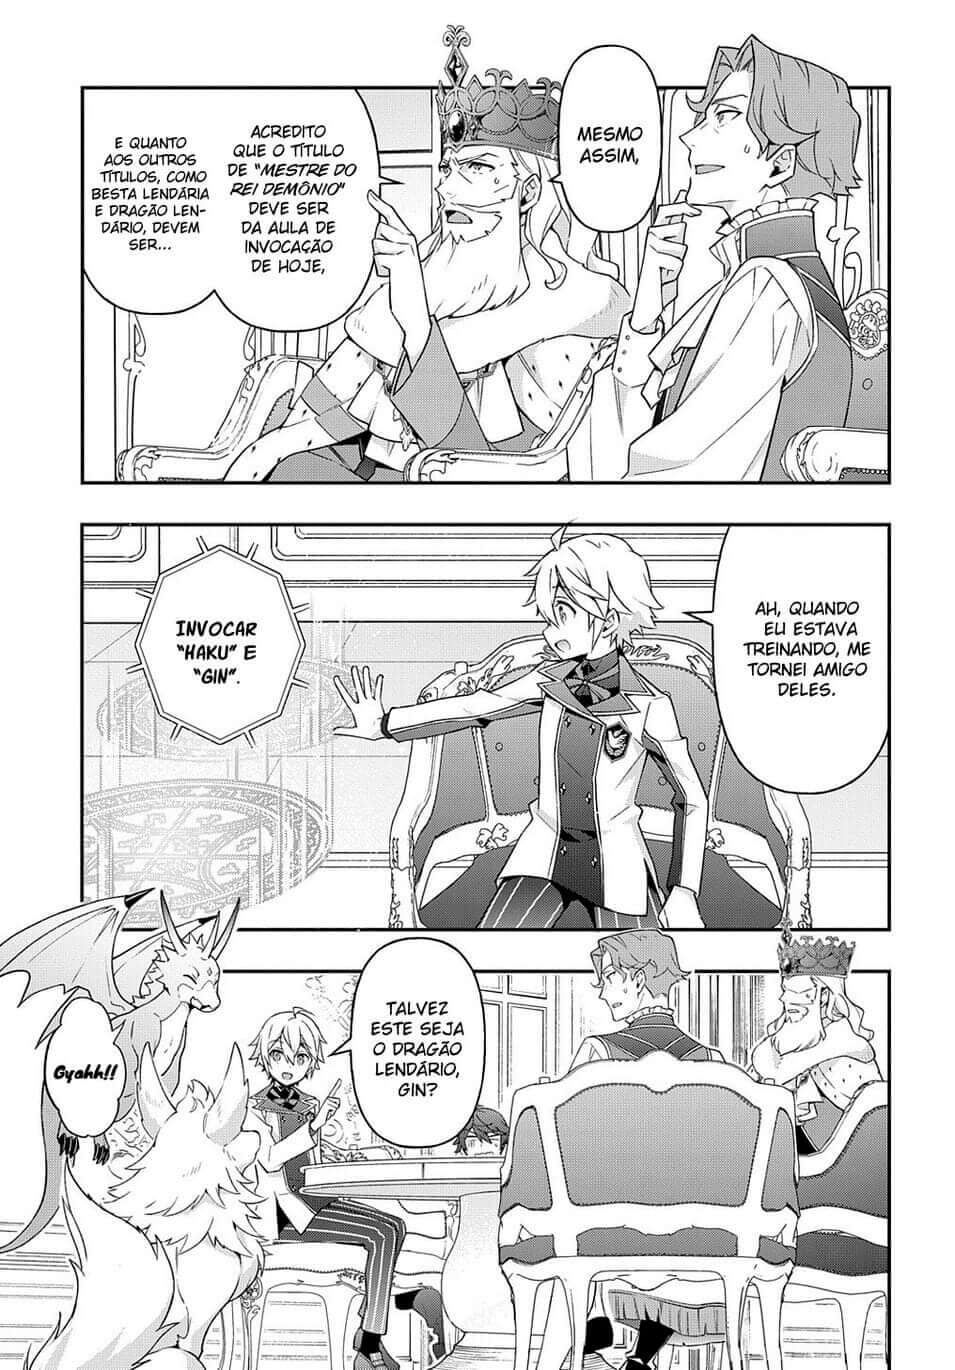 MESMO
ASSIM,
ACREDITO
QUE O TÍTULO
DE "MESTRE DO
REI DEMÔNIO"
DEVE SER
DA AULA DE
INVOCAÇÃO
DE HOJE,
E QUANTO
AOS OUTROS
TÍTULOS, COMO
BESTA LENDÁRIA
E DRAGÃO LEN-
DÁRIO, DEVEM
SER...
AH, QUANDO
EU ESTAVA
TREINANDO, ME
TORNEI AMIGO
DELES.
INVOCAR
"HAKU" E
"GIN".
TALVEZ
ESTE SEJA
O DRAGÃO
LENDÁRIO,
GIN?
Gyahh!!